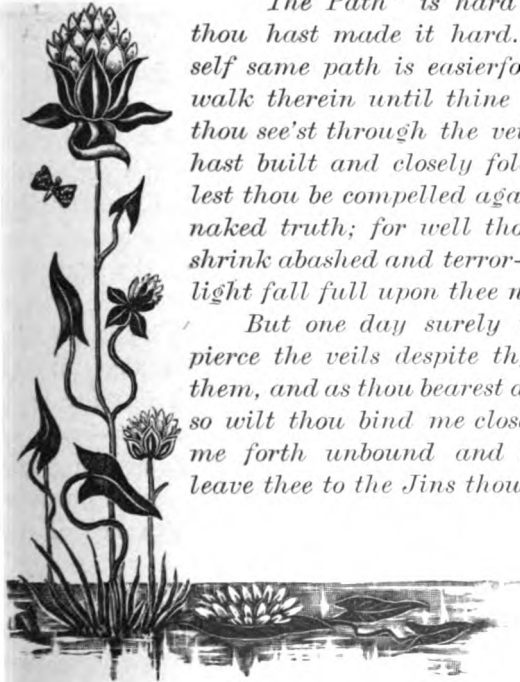 The Path" is hard
thou hast made it hard.
self same path is easierfo
walk therein until thine
thou see'st through the vei
hast built and closely fol
lest thou be compelled aga
naked truth; for well tho
shrink abashed and terror-
light fall full upon thee n
But one day surely
pierce the veils despite th
them, and as thou bearest a
so wilt thou bind me clos
me forth unbound and
leave thee to the Jins thou